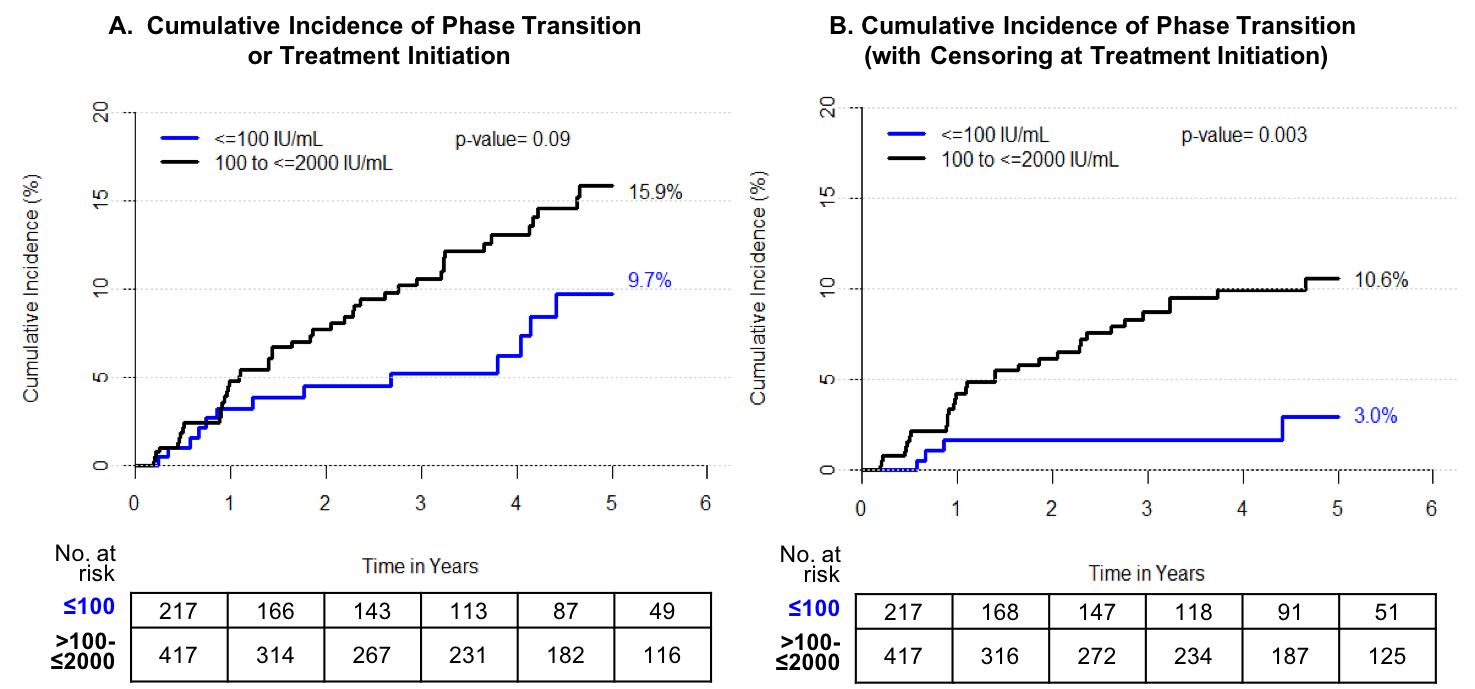 A. Cumulative Incidence of Phase Transition
or Treatment Initiation
Cumulative Incidence (%)
20
15
10
5
0
<=100 IU/mL
100 to <=2000 IU/mL
p-value= 0.09
15.9%
9.7%
0 1 2 3 4 5 6
Time in Years
No. at
risk
≤100 217 166 143 113 87 49
>100-
≤2000 417 314 267 231 182 116
B. Cumulative Incidence of Phase Transition
(with Censoring at Treatment Initiation)
Cumulative Incidence (%)
20
15
10
5
0
<=100 IU/mL
100 to <=2000 IU/mL
p-value= 0.003
10.6%
3.0%
0 1 2 3 4 5 6
Time in Years
No. at
risk
≤100 217 168 147 118 91 51
>100-
≤2000 417 316 272 234 187 125